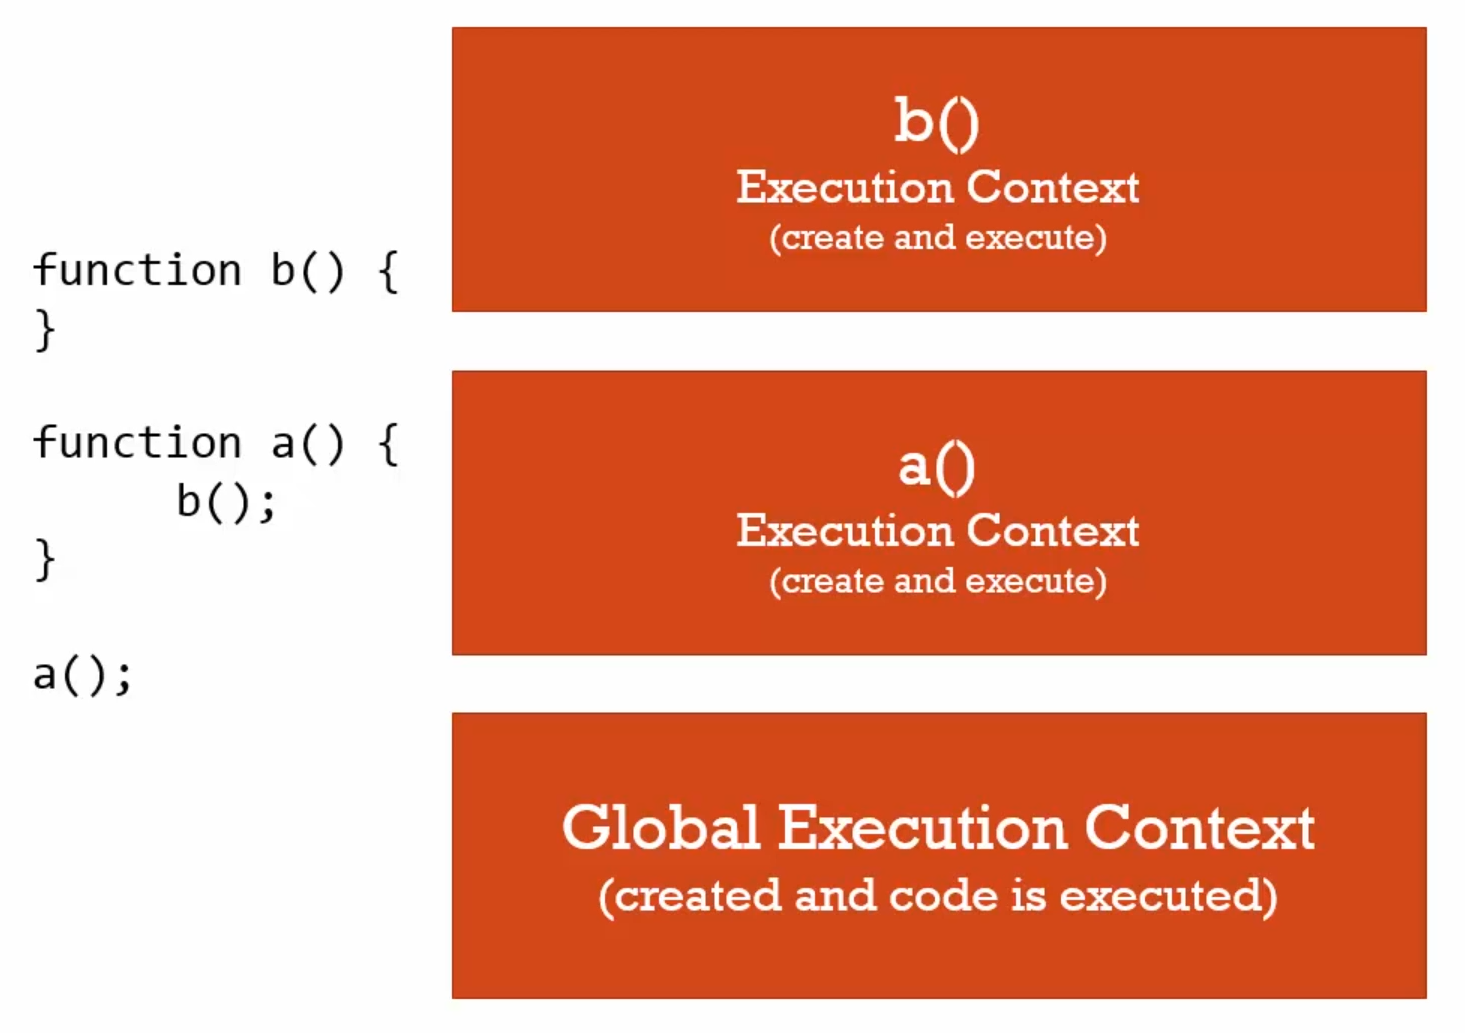 function b() {
}
function a() {
b();
}
a();
b()
Execution Context
(create and execute)
a()
Execution Context
(create and execute)
Global Execution Context
(created and code is executed)